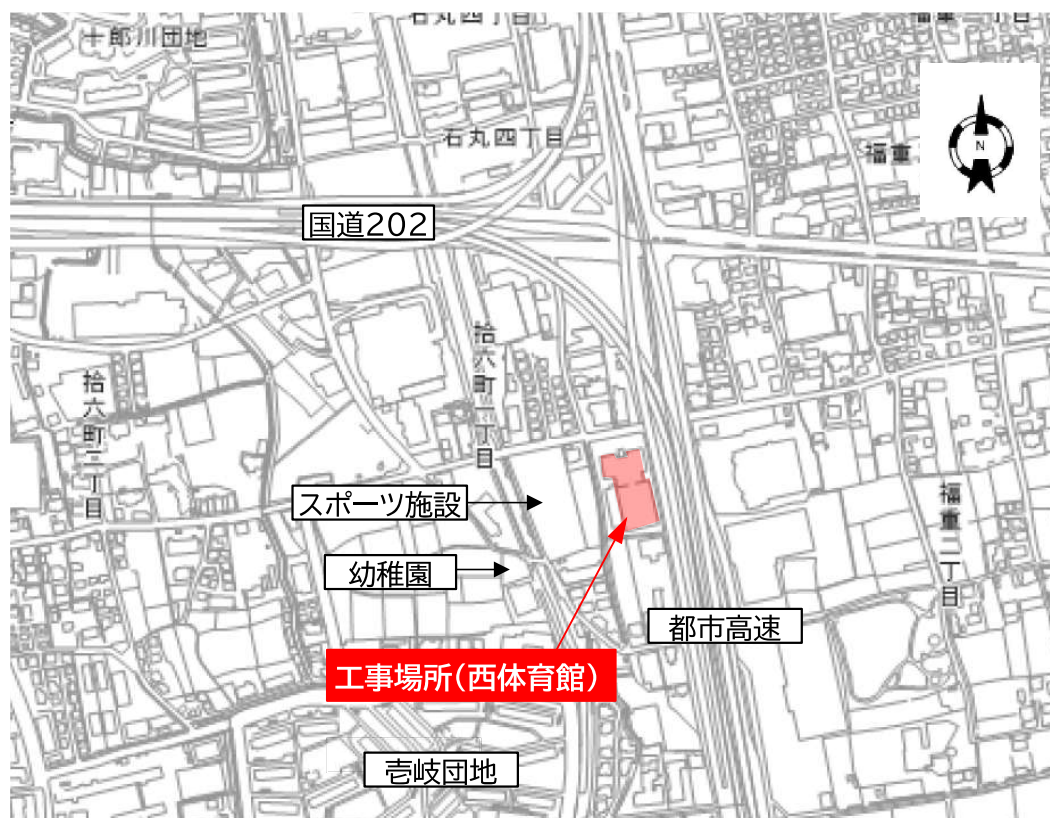 石丸四丁目
十郎川団地
石丸四丁目
N
国道202
拾六町一丁目
拾六町二丁目
スポーツ施設
福重二丁目
幼稚園
都市高速
工事場所(西体育館)
壱岐団地